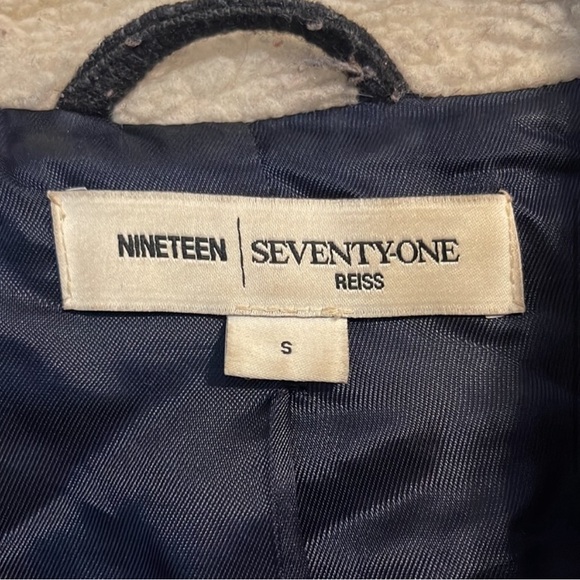 NINETEEN | SEVENTY-ONE
REISS
S